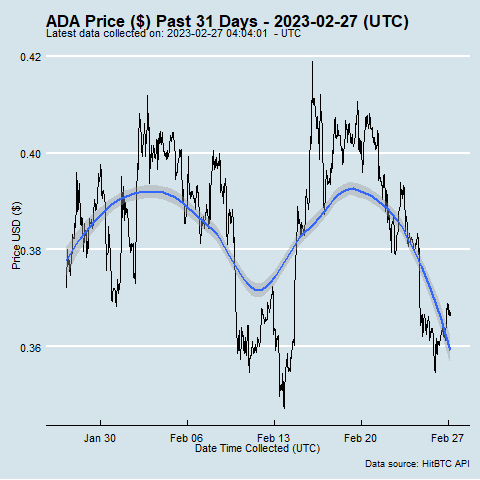 ADA Price ($) Past 31 Days - 2023-02-27 (UTC)
Latest data collected on: 2023-02-27 04:04:01 - UTC
0.42
0.40
0.38
0.36
Price USD ($)
Jan 30
Feb 06
Feb 13
Feb 20
Feb 27
Date Time Collected (UTC)
Data source: HitBTC API